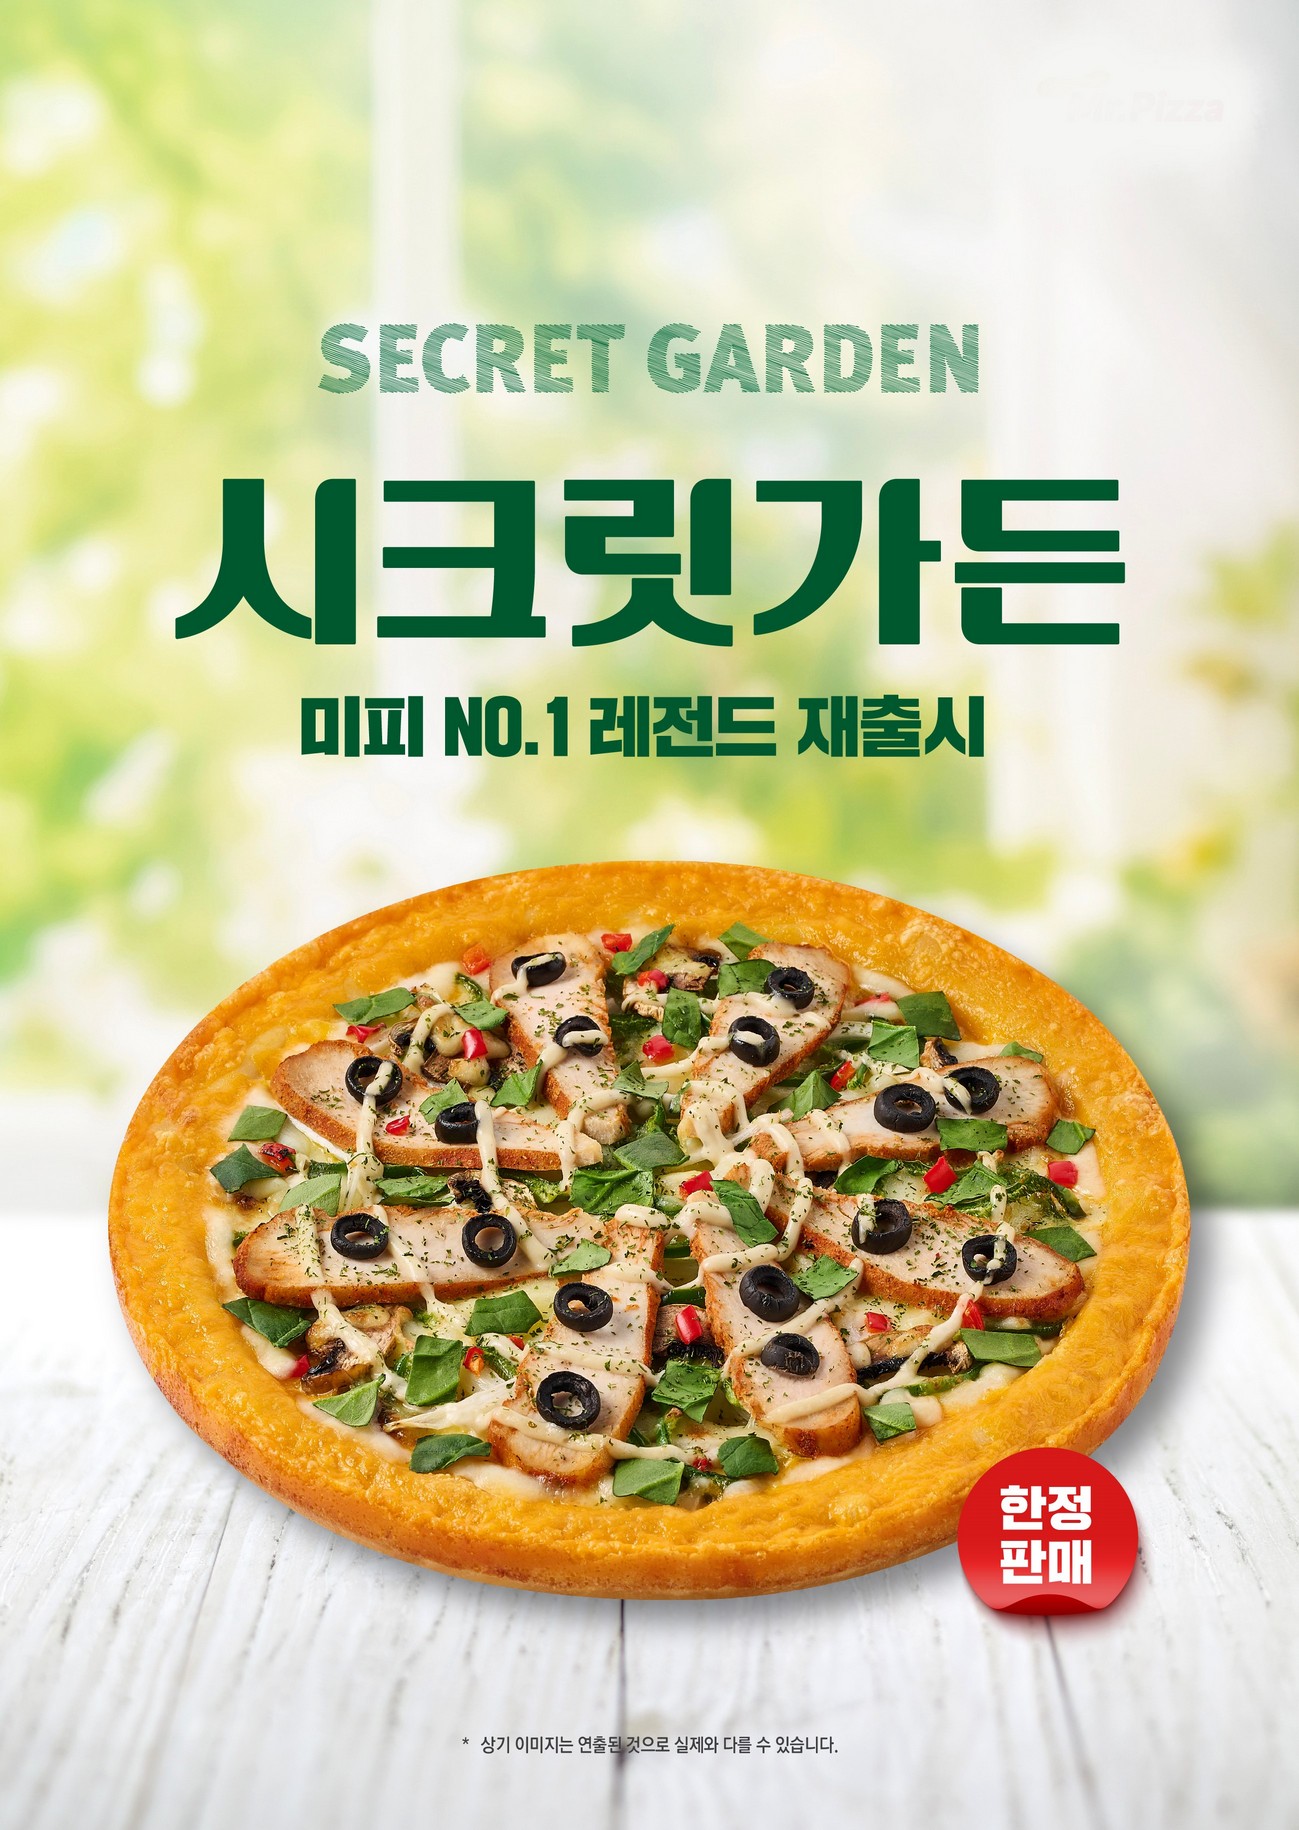 Mr.Pizza
SECRET GARDEN
시크릿가든
미피 NO.1 레전드 재출시
한정
판매
* 상기 이미지는 연출된 것으로 실제와 다를 수 있습니다.